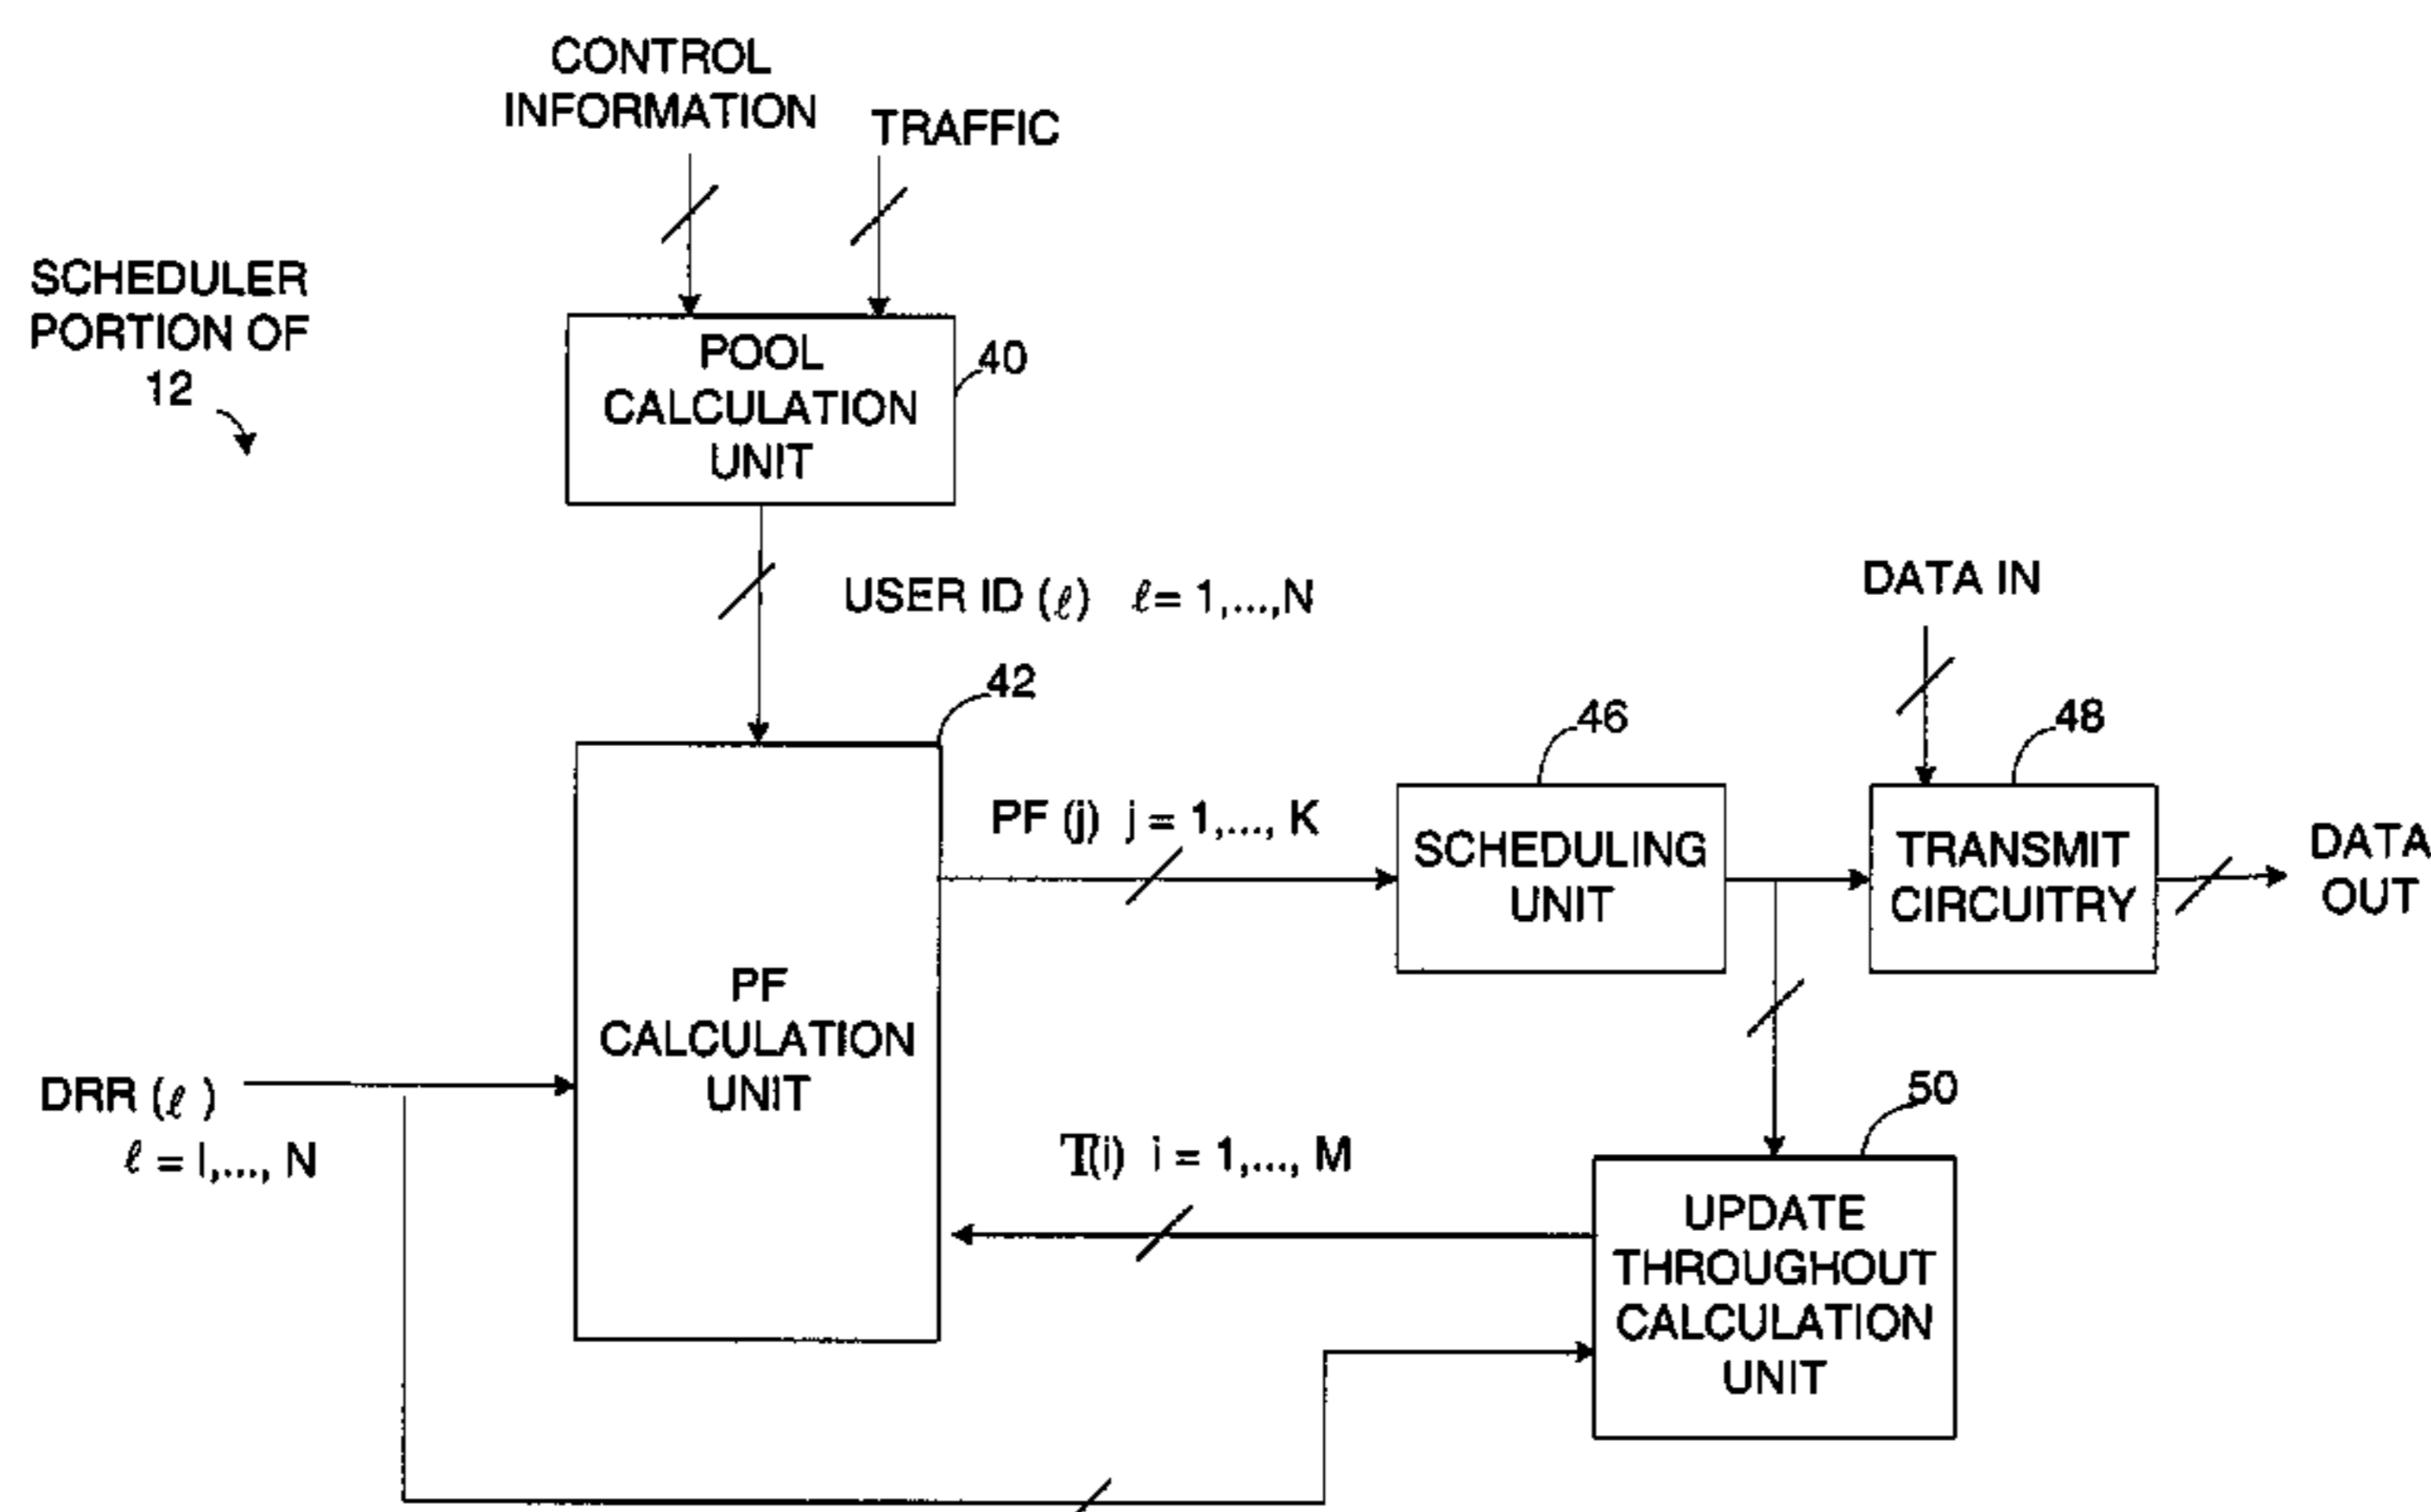 CONTROL
INFORMATION
TRAFFIC
SCHEDULER
PORTION OF
12
POOL
CALCULATION
UNIT
40
USER ID (ℓ) ℓ = 1,...,N
DATA IN
42
46
48
PF (j) j = 1,..., K
SCHEDULING
UNIT
TRANSMIT
CIRCUITRY
DATA
OUT
PF
CALCULATION
UNIT
DRR (ℓ)
ℓ = I,..., N
T(i) i = 1,..., M
50
UPDATE
THROUGHOUT
CALCULATION
UNIT